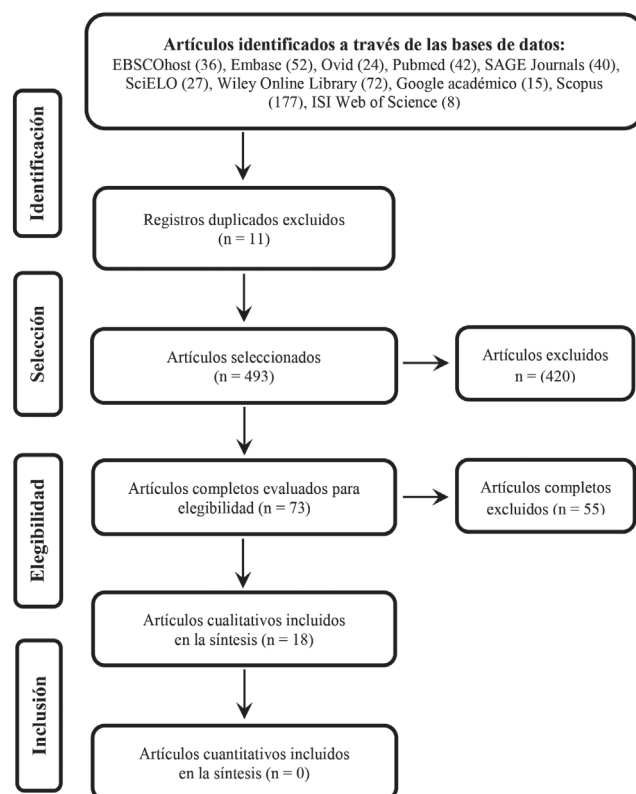 Artículos identificados a través de las bases de datos:
EBSCOhost (36), Embase (52), Ovid (24), Pubmed (42), SAGE Journals (40),
SciELO (27), Wiley Online Library (72), Google académico (15), Scopus
(177), ISI Web of Science (8)
Identificación
Registros duplicados excluidos
(n = 11)
Selección
Artículos seleccionados
(n = 493)
Artículos excluidos
n = (420)
Elegibilidad
Artículos completos evaluados para
elegibilidad (n = 73)
Artículos completos
excluidos (n = 55)
Artículos cualitativos incluidos
en la síntesis (n = 18)
Inclusión
Artículos cuantitativos incluidos
en la síntesis (n = 0)